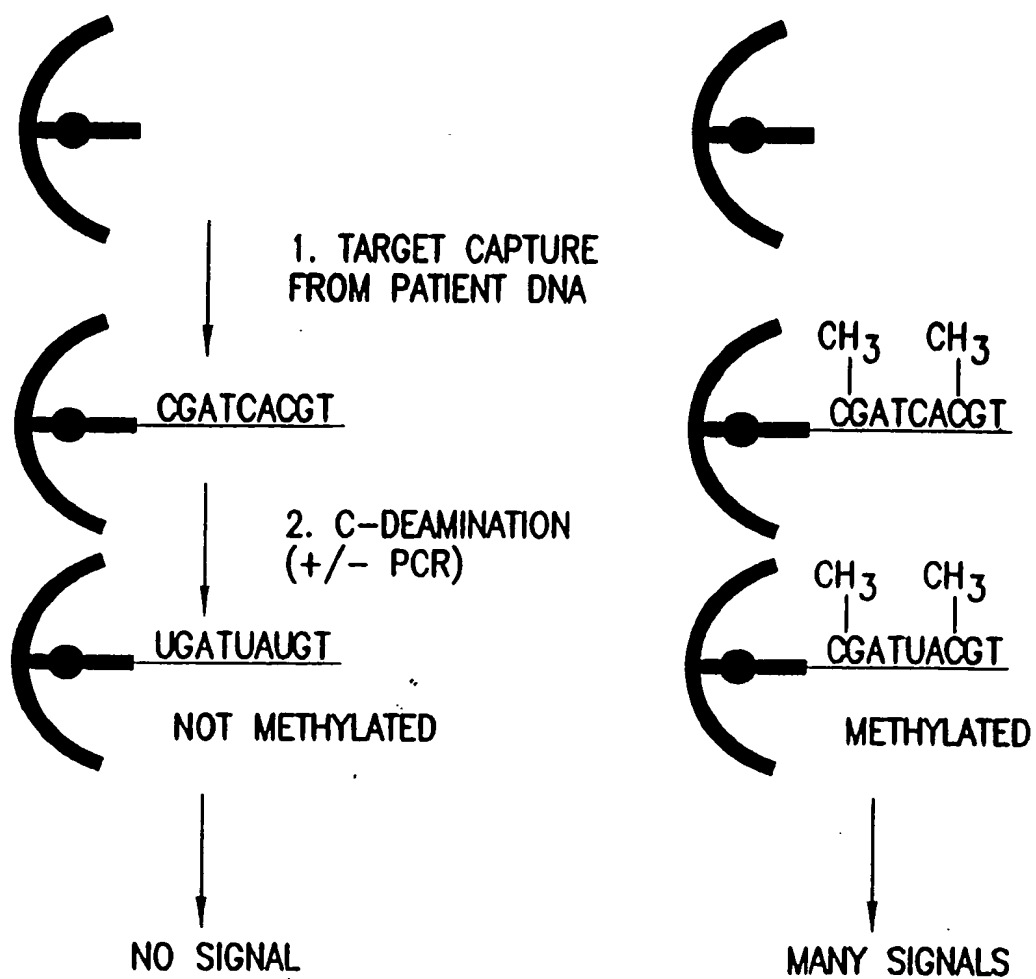 1. TARGET CAPTURE
FROM PATIENT DNA
CGATCACGT
CH3 CH3
CGATCACGT
2. C-DEAMINATION
(+/- PCR)
UGATUAUGT
NOT METHYLATED
CH3 CH3
CGATUACGT
METHYLATED
NO SIGNAL
MANY SIGNALS